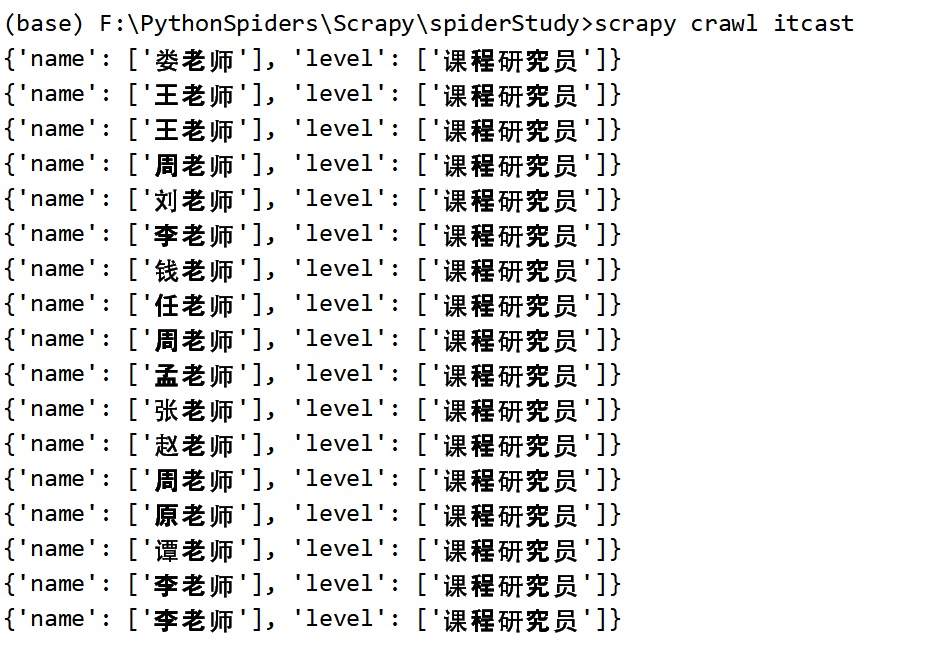 (base) F:\PythonSpiders\Scrapy\spiderStudy>scrapy crawl itcast
{'name': ['娄老师'], 'level': ['课程研究员']}
{'name': ['王老师'], 'level': ['课程研究员']}
{'name': ['王老师'], 'level': ['课程研究员']}
{'name': ['周老师'], 'level': ['课程研究员']}
{'name': ['刘老师'], 'level': ['课程研究员']}
{'name': ['李老师'], 'level': ['课程研究员']}
{'name': ['钱老师'], 'level': ['课程研究员']}
{'name': ['任老师'], 'level': ['课程研究员']}
{'name': ['周老师'], 'level': ['课程研究员']}
{'name': ['孟老师'], 'level': ['课程研究员']}
{'name': ['张老师'], 'level': ['课程研究员']}
{'name': ['赵老师'], 'level': ['课程研究员']}
{'name': ['周老师'], 'level': ['课程研究员']}
{'name': ['原老师'], 'level': ['课程研究员']}
{'name': ['谭老师'], 'level': ['课程研究员']}
{'name': ['李老师'], 'level': ['课程研究员']}
{'name': ['李老师'], 'level': ['课程研究员']}